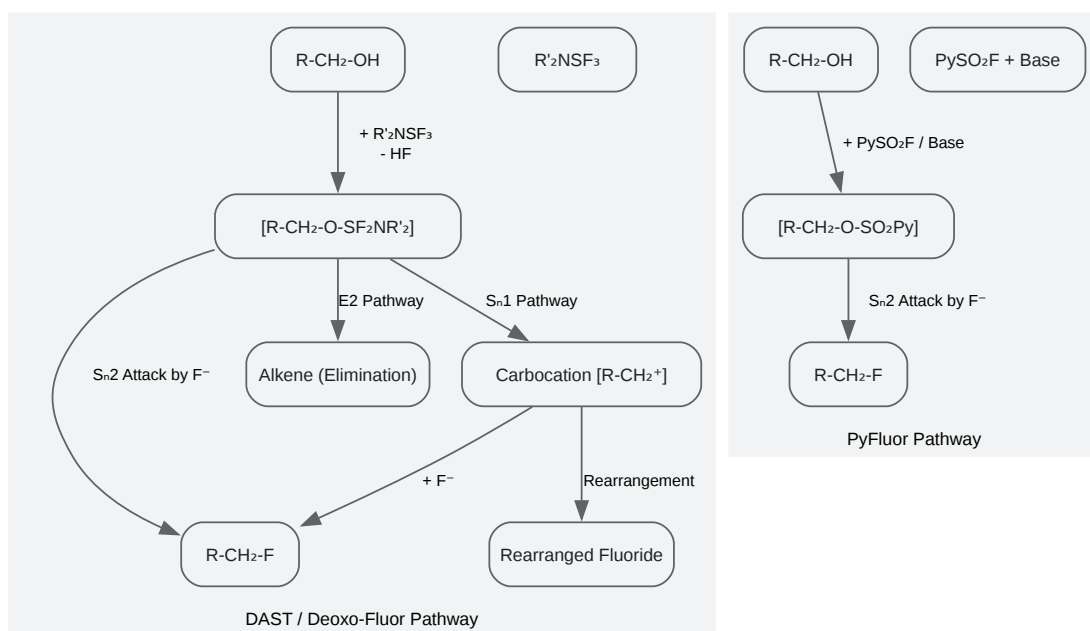 R-CH₂-OH
R'₂NSF₃
+ R'₂NSF₃
- HF
[R-CH₂-O-SF₂NR'₂]
E2 Pathway
Sₙ1 Pathway
Sₙ2 Attack by F⁻
Alkene (Elimination)
Carbocation [R-CH₂⁺]
+ F⁻
Rearrangement
R-CH₂-F
Rearranged Fluoride
DAST / Deoxo-Fluor Pathway
R-CH₂-OH
PySO₂F + Base
+ PySO₂F / Base
[R-CH₂-O-SO₂Py]
Sₙ2 Attack by F⁻
R-CH₂-F
PyFluor Pathway